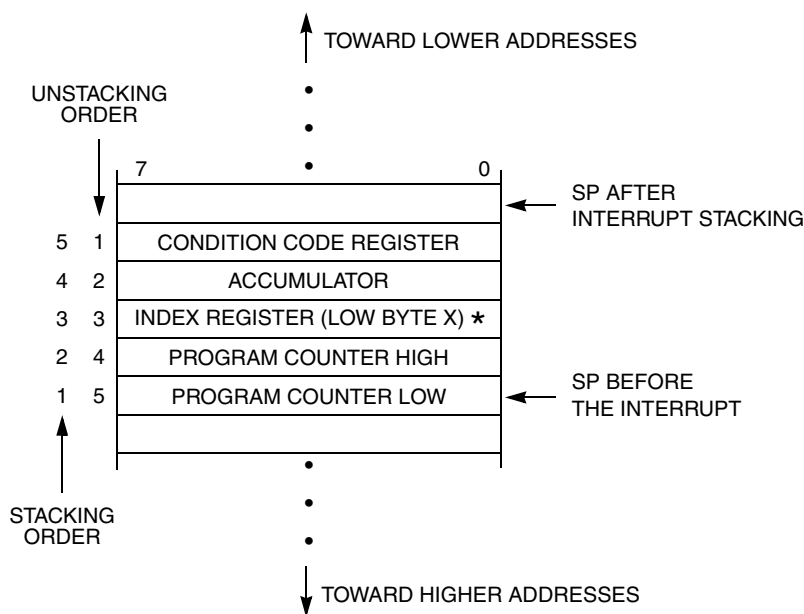 TOWARD LOWER ADDRESSES
UNSTACKING
ORDER
7 0
SP AFTER
INTERRUPT STACKING
5 1 CONDITION CODE REGISTER
4 2 ACCUMULATOR
3 3 INDEX REGISTER (LOW BYTE X) *
2 4 PROGRAM COUNTER HIGH
1 5 PROGRAM COUNTER LOW
SP BEFORE
THE INTERRUPT
STACKING
ORDER
TOWARD HIGHER ADDRESSES